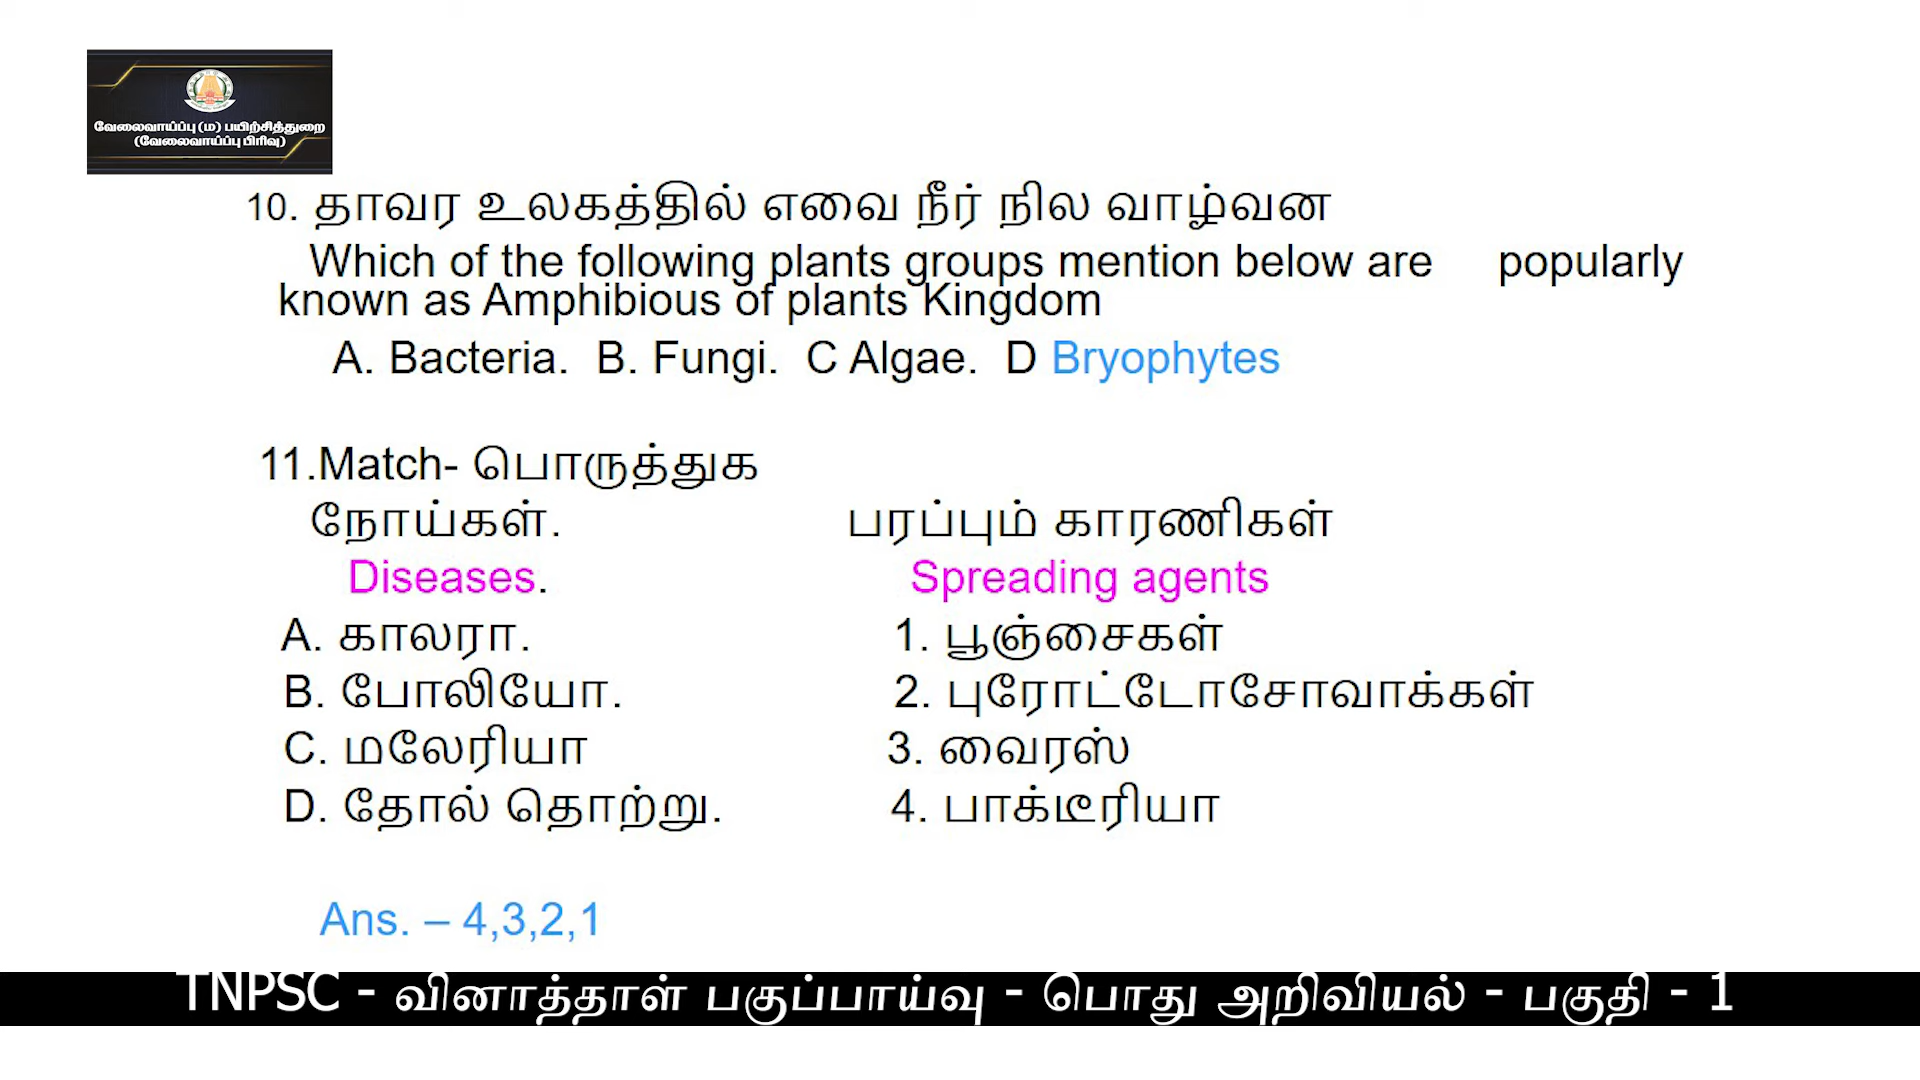 வேலைவாய்ப்பு (ம) பயிற்சித்துறை
(வேலைவாய்ப்பு பிரிவு)
10. தாவர உலகத்தில் எவை நீர் நில வாழ்வன
Which of the following plants groups mention below are popularly
known as Amphibious of plants Kingdom
A. Bacteria. B. Fungi. C Algae. D Bryophytes
11.Match- பொருத்துக
நோய்கள். பரப்பும் காரணிகள்
Diseases. Spreading agents
A. காலரா. 1. பூஞ்சைகள்
B. போலியோ. 2. புரோட்டோசோவாக்கள்
C. மலேரியா 3. வைரஸ்
D. தோல் தொற்று. 4. பாக்டீரியா
Ans. – 4,3,2,1
TNPSC - வினாத்தாள் பகுப்பாய்வு - பொது அறிவியல் - பகுதி - 1